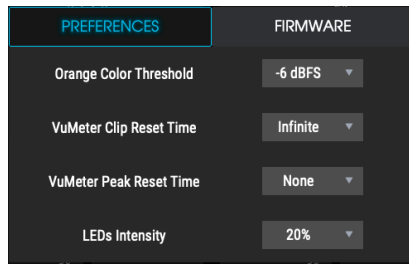 PREFERENCES FIRMWARE
Orange Color Threshold -6 dBFS
VuMeter Clip Reset Time Infinite
VuMeter Peak Reset Time None
LEDs Intensity 20%